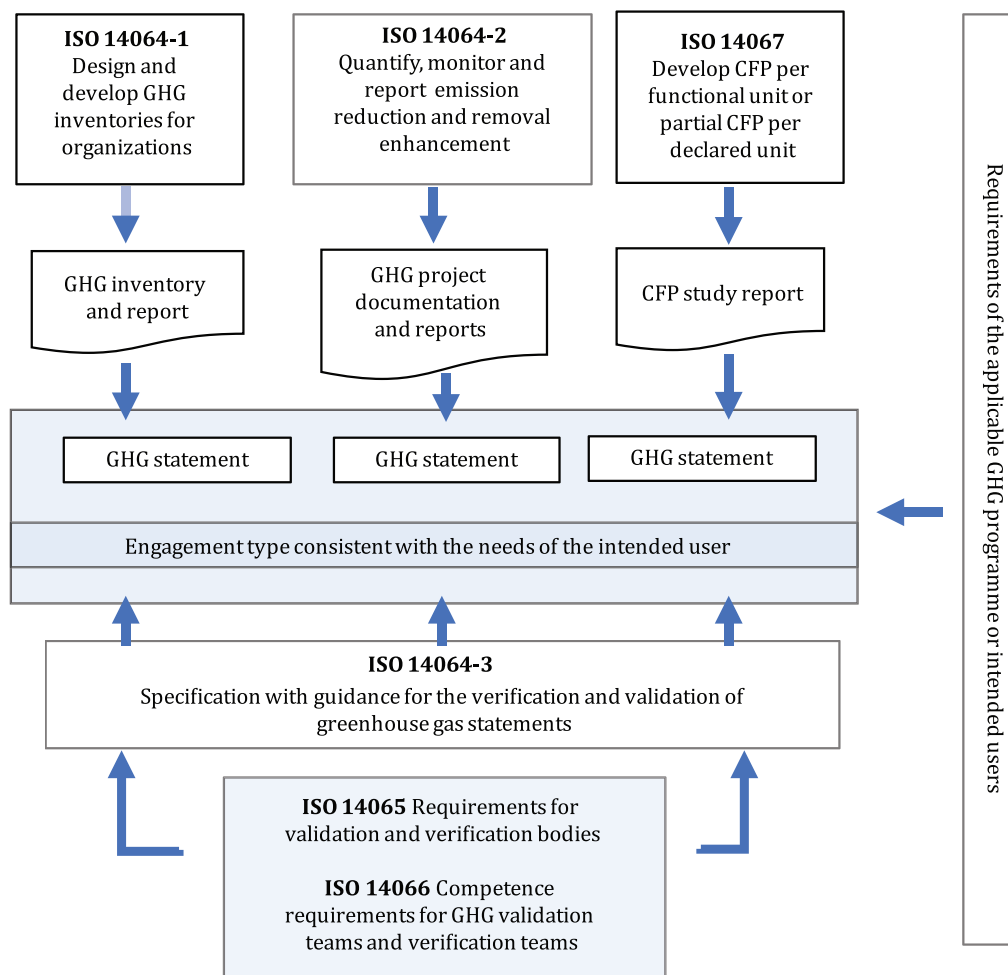 ISO 14064-1
Design and
develop GHG
inventories for
organizations
ISO 14064-2
Quantify, monitor and
report emission
reduction and removal
enhancement
ISO 14067
Develop CFP per
functional unit or
partial CFP per
declared unit
GHG inventory
and report
GHG project
documentation
and reports
CFP study report
GHG statement
GHG statement
GHG statement
Engagement type consistent with the needs of the intended user
ISO 14064-3
Specification with guidance for the verification and validation of
greenhouse gas statements
ISO 14065 Requirements for
validation and verification bodies
ISO 14066 Competence
requirements for GHG validation
teams and verification teams
Requirements of the applicable GHG programme or intended users